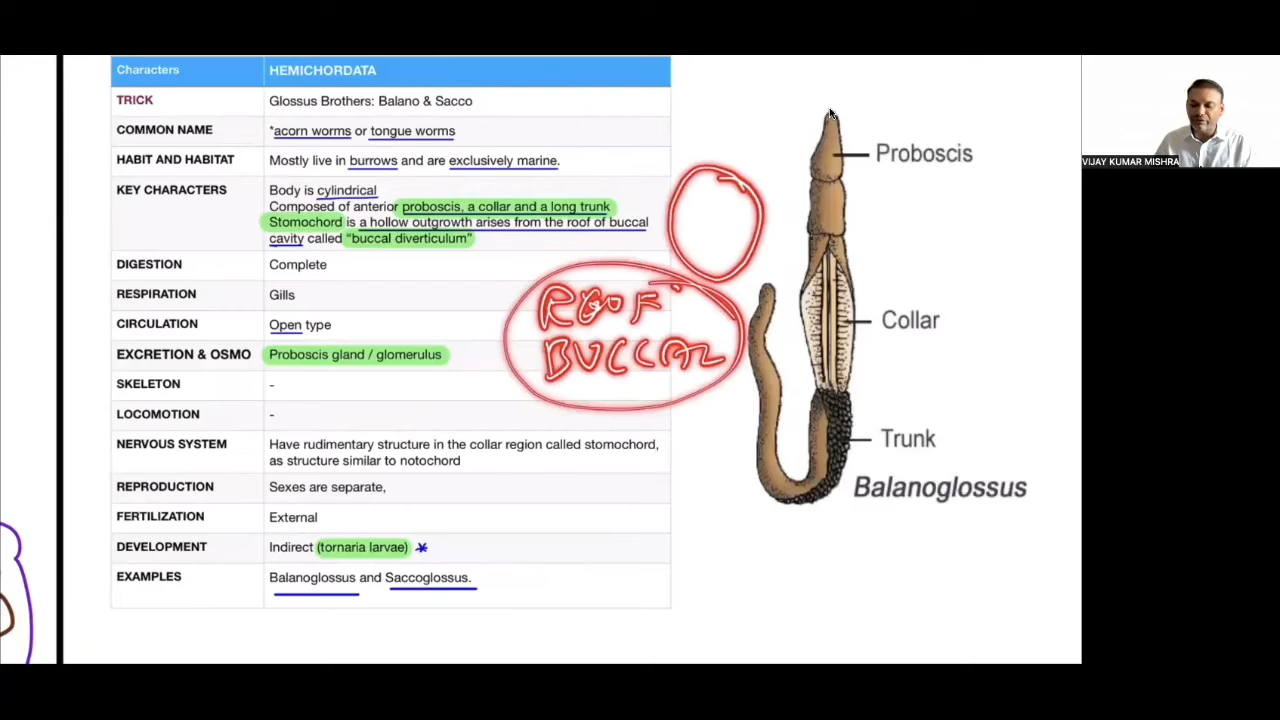 Characters HEMICHORDATA
TRICK Glossus Brothers: Balano & Sacco
COMMON NAME *acorn worms or tongue worms
HABIT AND HABITAT Mostly live in burrows and are exclusively marine.
KEY CHARACTERS Body is cylindrical
Composed of anterior proboscis, a collar and a long trunk
Stomochord is a hollow outgrowth arises from the roof of buccal
cavity called “buccal diverticulum”
DIGESTION Complete
RESPIRATION Gills
CIRCULATION Open type
EXCRETION & OSMO Proboscis gland / glomerulus
SKELETON -
LOCOMOTION -
NERVOUS SYSTEM Have rudimentary structure in the collar region called stomochord,
as structure similar to notochord
REPRODUCTION Sexes are separate,
FERTILIZATION External
DEVELOPMENT Indirect (tornaria larvae)
EXAMPLES Balanoglossus and Saccoglossus.
ROOF
BUCCAL
Proboscis
Collar
Trunk
Balanoglossus
VIJAY KUMAR MISHRA